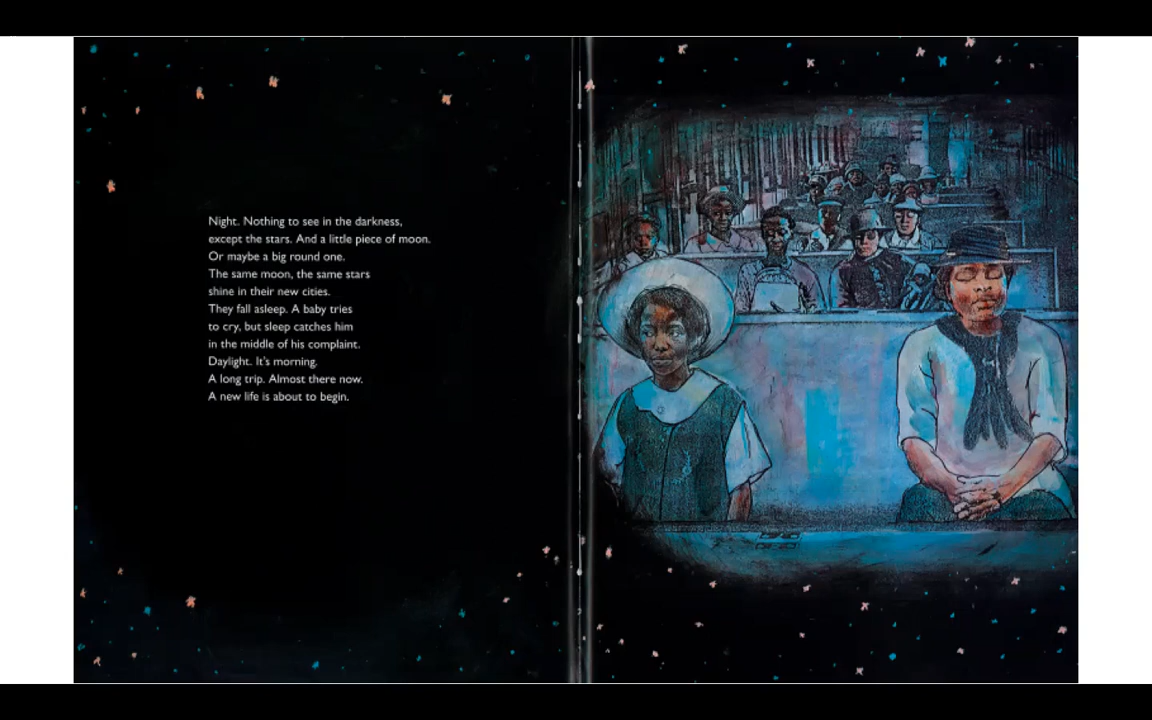 Night. Nothing to see in the darkness,
except the stars. And a little piece of moon.
Or maybe a big round one.
The same moon, the same stars
shine in their new cities.
They fall asleep. A baby tries
to cry, but sleep catches him
in the middle of his complaint.
Daylight. It's morning.
A long trip. Almost there now.
A new life is about to begin.